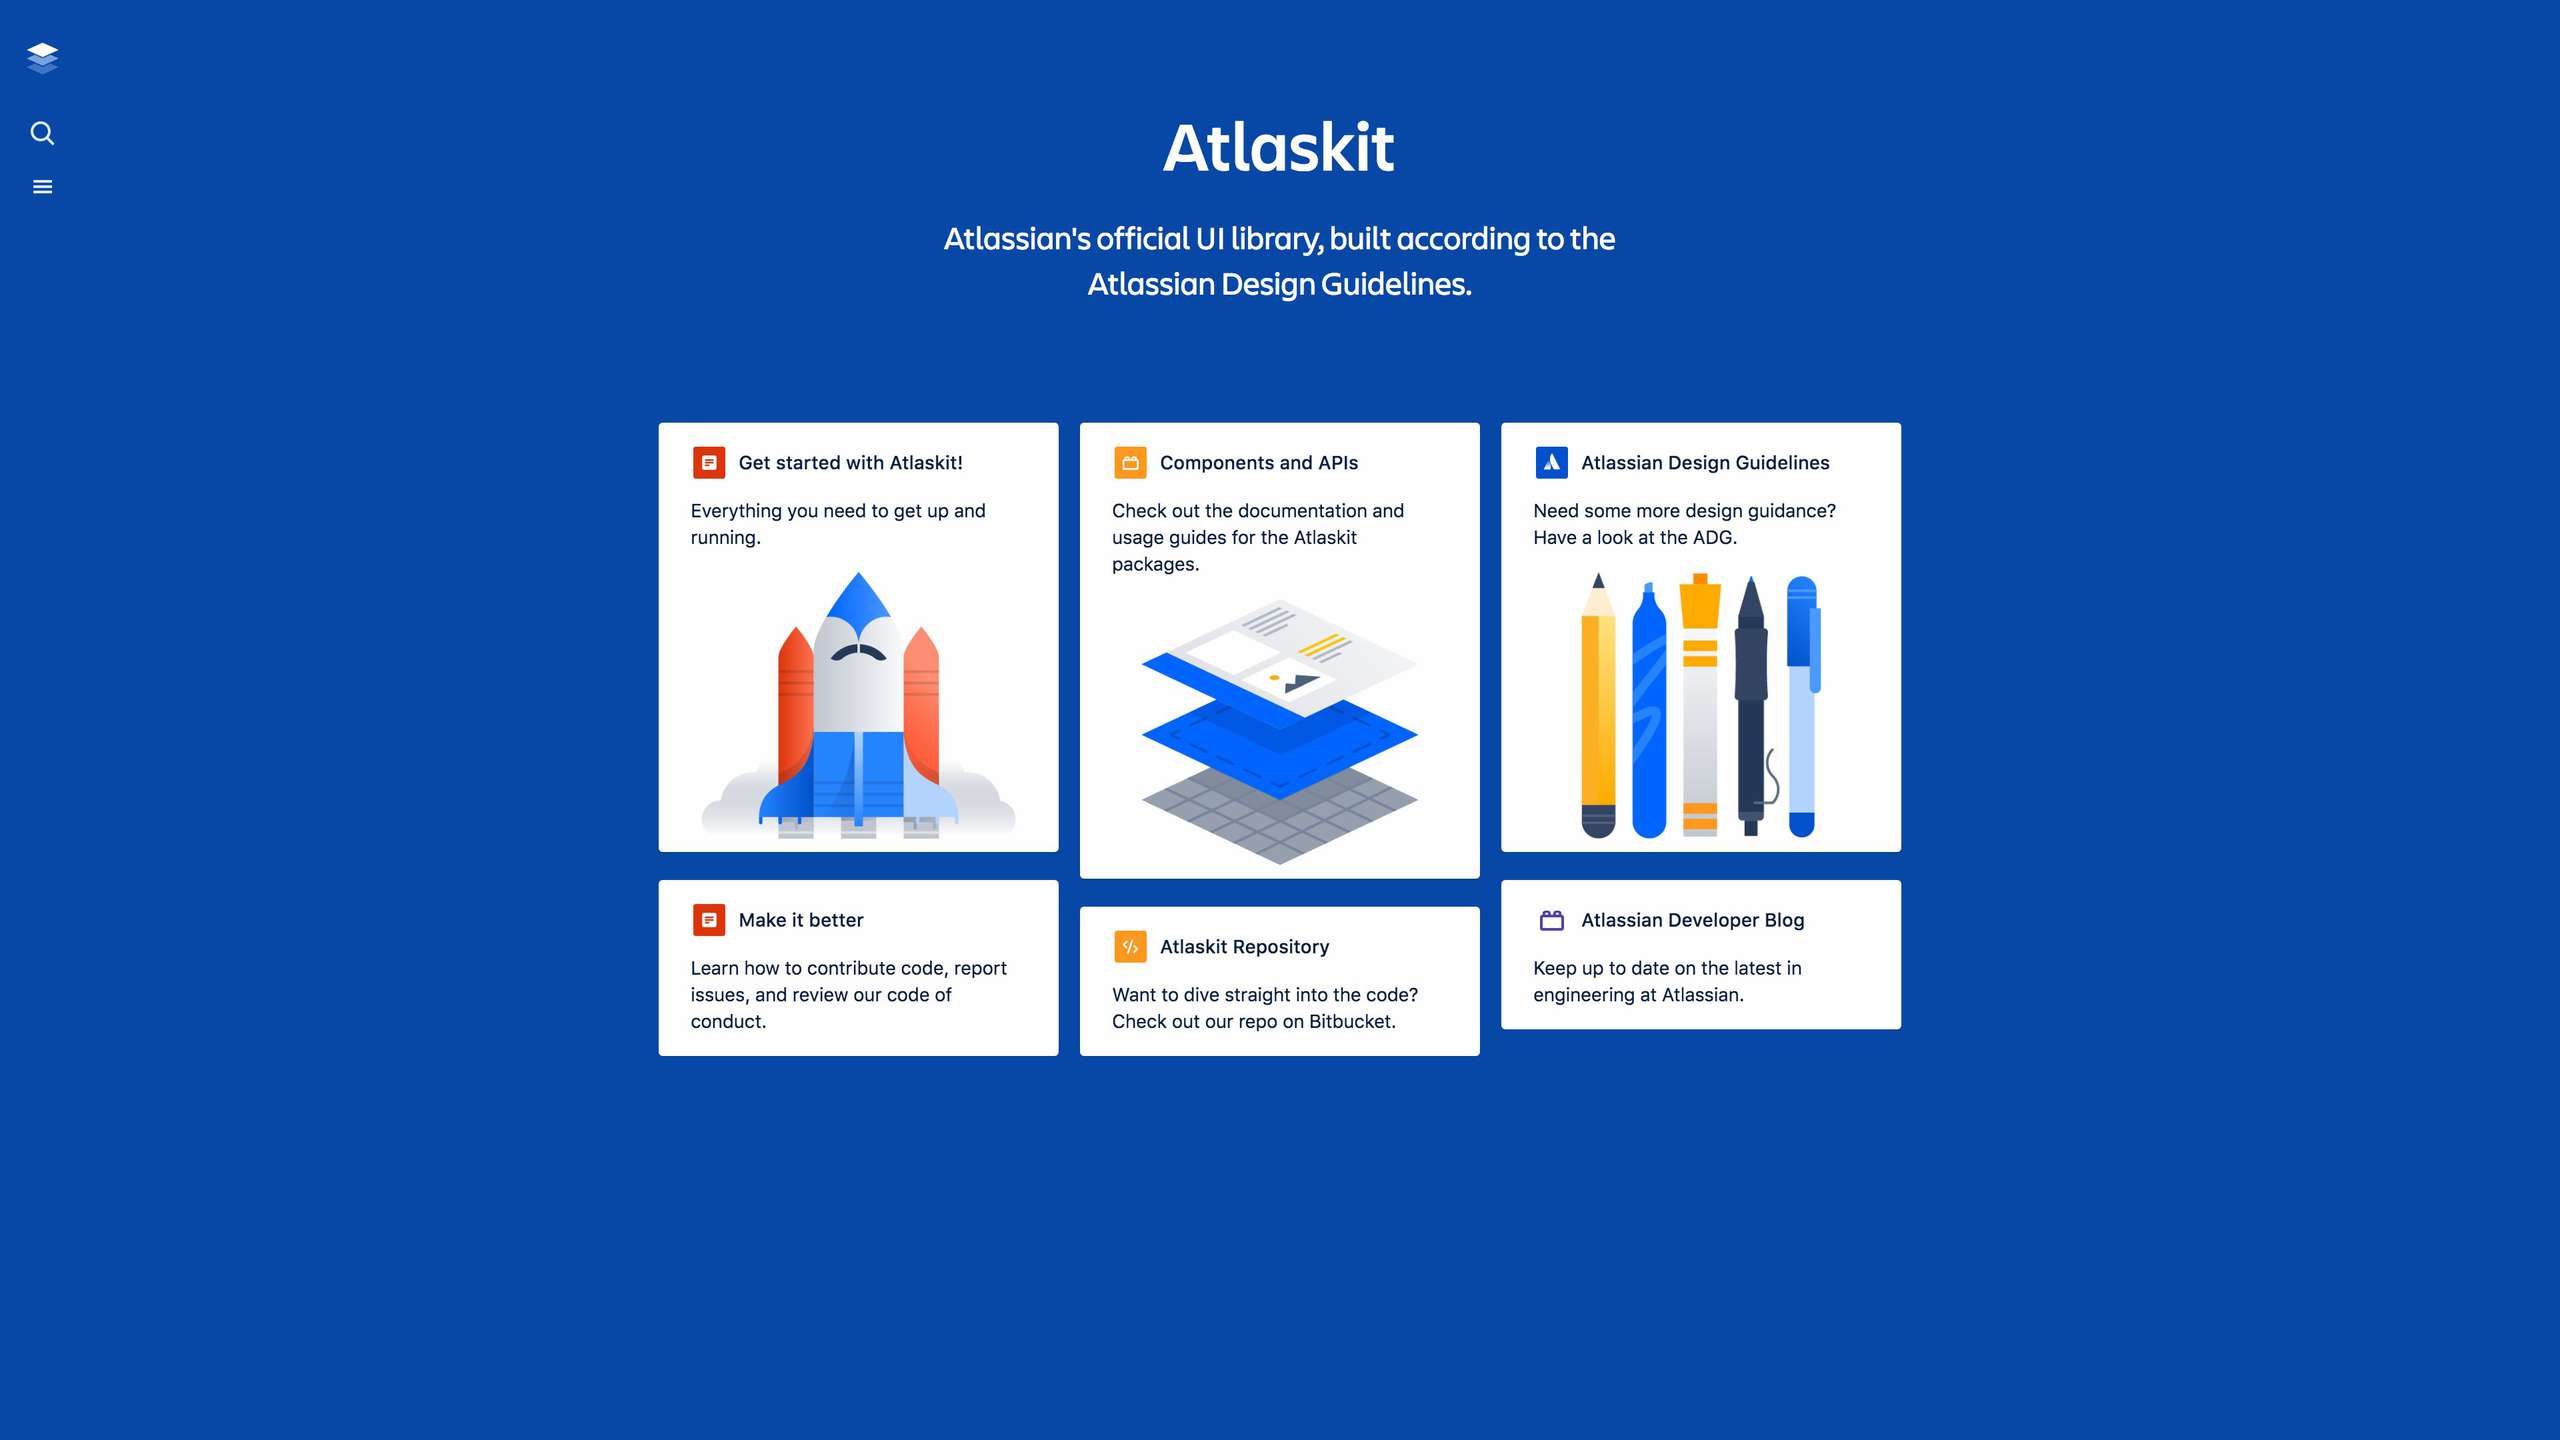 Atlaskit
Atlassian's official UI library, built according to the
Atlassian Design Guidelines.
Get started with Atlaskit!
Everything you need to get up and
running.
Components and APIs
Check out the documentation and
usage guides for the Atlaskit
packages.
Atlassian Design Guidelines
Need some more design guidance?
Have a look at the ADG.
Make it better
Learn how to contribute code, report
issues, and review our code of
conduct.
Atlaskit Repository
Want to dive straight into the code?
Check out our repo on Bitbucket.
Atlassian Developer Blog
Keep up to date on the latest in
engineering at Atlassian.